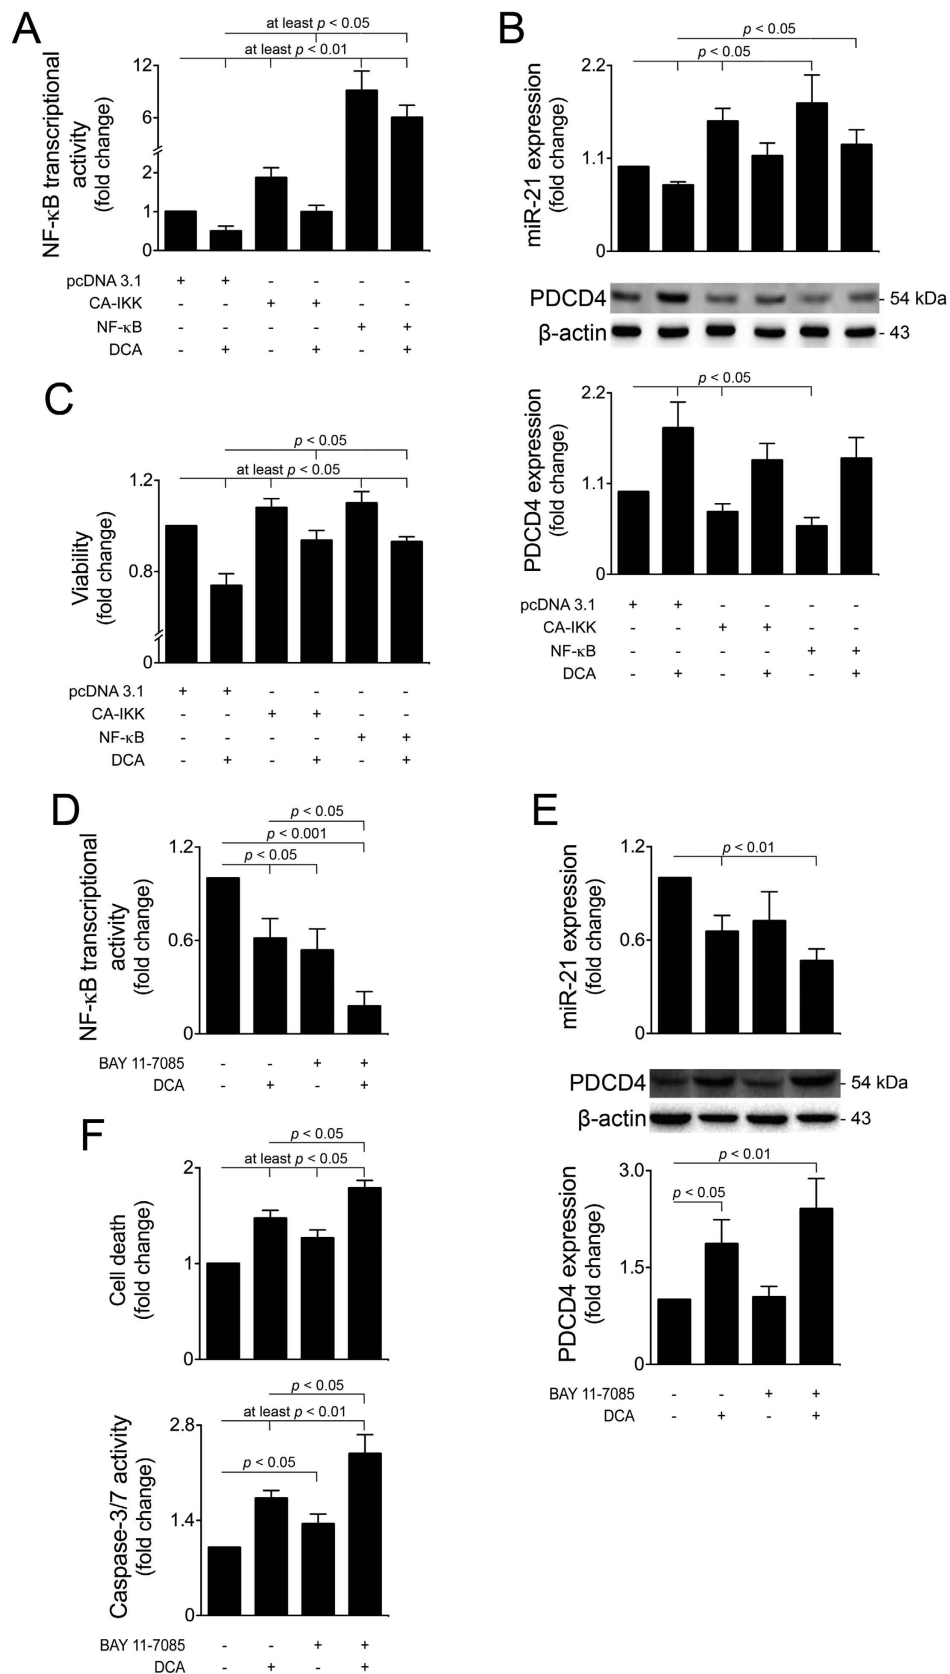 A
at least p < 0.05
at least p < 0.01
NF-κB transcriptional
activity
(fold change)
12
6
2
1
0
pcDNA 3.1 + + - - - -
CA-IKK - - + + - -
NF-κB - - - - + +
DCA - + - + - +
B
p < 0.05
p < 0.05
miR-21 expression
(fold change)
2.2
1.1
0
PDCD4 - 54 kDa
β-actin - 43
p < 0.05
PDCD4 expression
(fold change)
2.2
1.1
0
pcDNA 3.1 + + - - - -
CA-IKK - - + + - -
NF-κB - - - - + +
DCA - + - + - +
C
p < 0.05
at least p < 0.05
Viability
(fold change)
1.2
0.8
0
pcDNA 3.1 + + - - - -
CA-IKK - - + + - -
NF-κB - - - - + +
DCA - + - + - +
D
p < 0.05
p < 0.001
p < 0.05
NF-κB transcriptional
activity
(fold change)
1.2
0.6
0
BAY 11-7085 - - + +
DCA - + - +
E
p < 0.01
miR-21 expression
(fold change)
1.2
0.6
0
PDCD4 - 54 kDa
β-actin - 43
p < 0.01
p < 0.05
PDCD4 expression
(fold change)
3.0
1.5
0
BAY 11-7085 - - + +
DCA - + - +
F
p < 0.05
at least p < 0.05
Cell death
(fold change)
2
1
0
p < 0.05
at least p < 0.01
p < 0.05
Caspase-3/7 activity
(fold change)
2.8
1.4
0
BAY 11-7085 - - + +
DCA - + - +